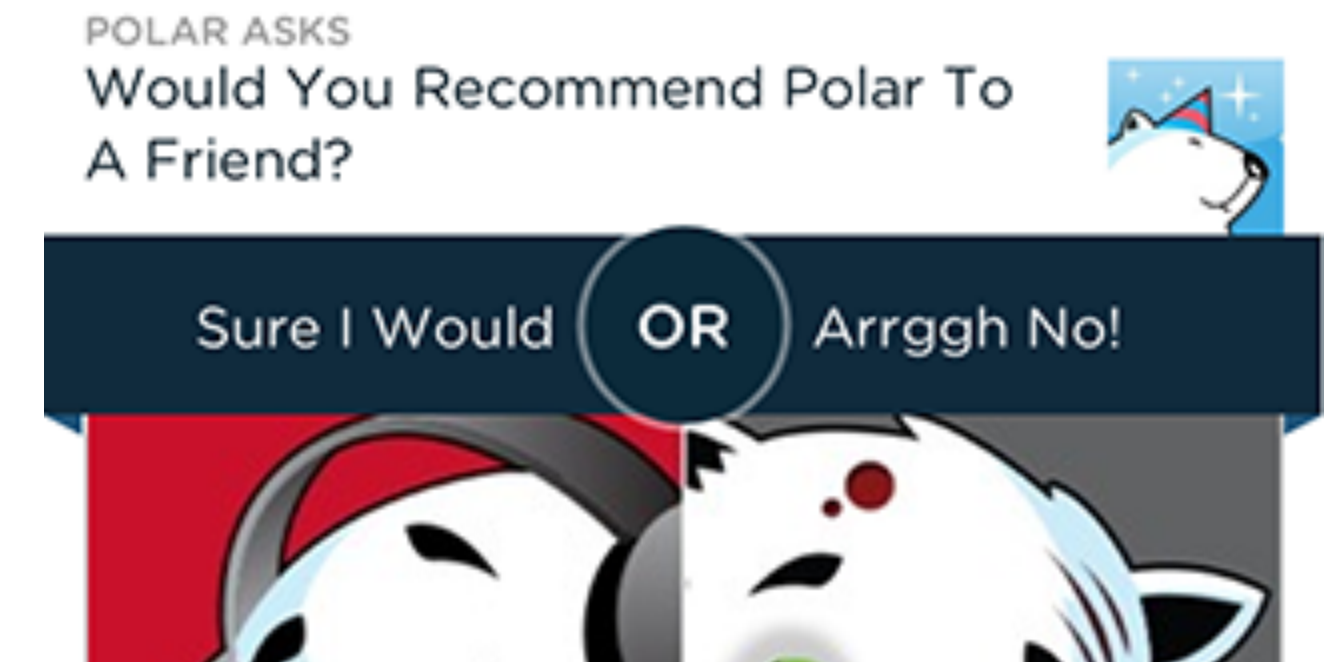 POLAR ASKS
Would You Recommend Polar To
A Friend?
Sure I Would OR Arrggh No!